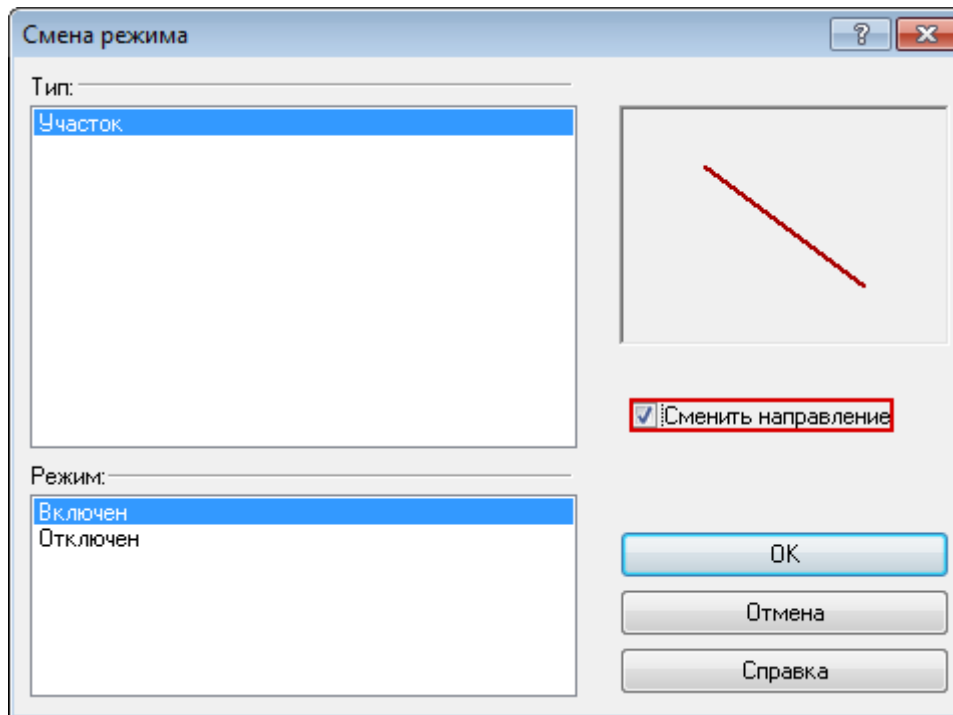 Смена режима
Тип:
Участок
Сменить направление
Режим:
Включен
Отключен
OK
Отмена
Справка